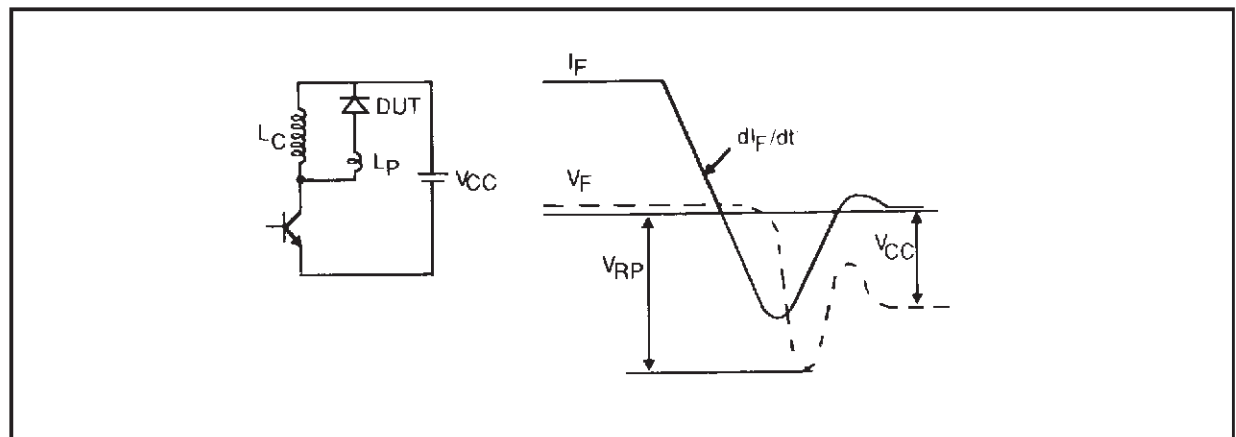 DUT
LC
LP
VCC
IF
dIF/dt
VF
VRP
VCC